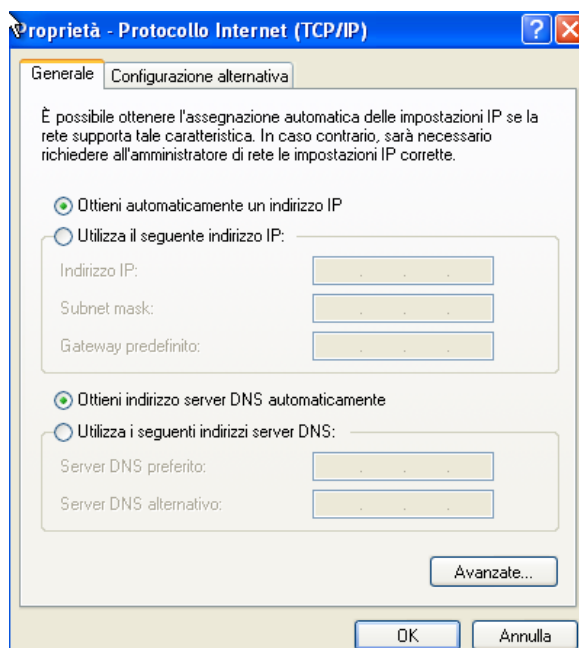 Proprietà - Protocollo Internet (TCP/IP)
Generale
Configurazione alternativa
È possibile ottenere l'assegnazione automatica delle impostazioni IP se la
rete supporta tale caratteristica. In caso contrario, sarà necessario
richiedere all'amministratore di rete le impostazioni IP corrette.
Ottieni automaticamente un indirizzo IP
Utilizza il seguente indirizzo IP:
Indirizzo IP:
Subnet mask:
Gateway predefinito:
Ottieni indirizzo server DNS automaticamente
Utilizza i seguenti indirizzi server DNS:
Server DNS preferito:
Server DNS alternativo:
Avanzate...
OK
Annulla